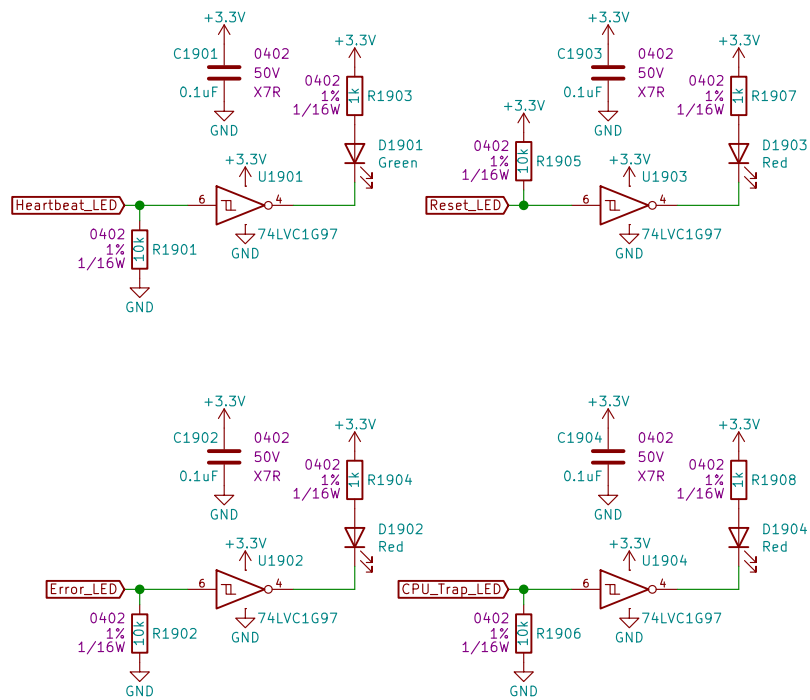 +3.3V
C1901
0.1uF
0402
50V
X7R
GND
+3.3V
0402
1%
1/16W
1k
R1903
D1901
Green
+3.3V
U1901
Heartbeat_LED
6
4
74LVC1G97
GND
0402
1%
1/16W
10k
R1901
GND
+3.3V
C1903
0.1uF
0402
50V
X7R
GND
+3.3V
0402
1%
1/16W
1k
R1907
D1903
Red
+3.3V
0402
1%
1/16W
10k
R1905
+3.3V
U1903
Reset_LED
6
4
74LVC1G97
GND
+3.3V
C1902
0.1uF
0402
50V
X7R
GND
+3.3V
0402
1%
1/16W
1k
R1904
D1902
Red
+3.3V
U1902
Error_LED
6
4
74LVC1G97
GND
0402
1%
1/16W
10k
R1902
GND
+3.3V
C1904
0.1uF
0402
50V
X7R
GND
+3.3V
0402
1%
1/16W
1k
R1908
D1904
Red
+3.3V
U1904
CPU_Trap_LED
6
4
74LVC1G97
GND
0402
1%
1/16W
10k
R1906
GND